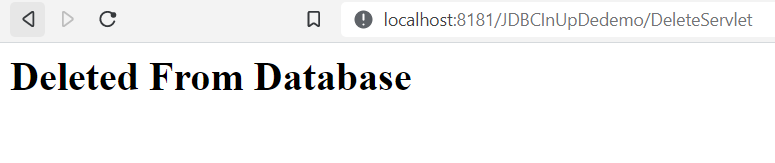 localhost:8181/JDBCInUpDedemo/DeleteServlet
Deleted From Database